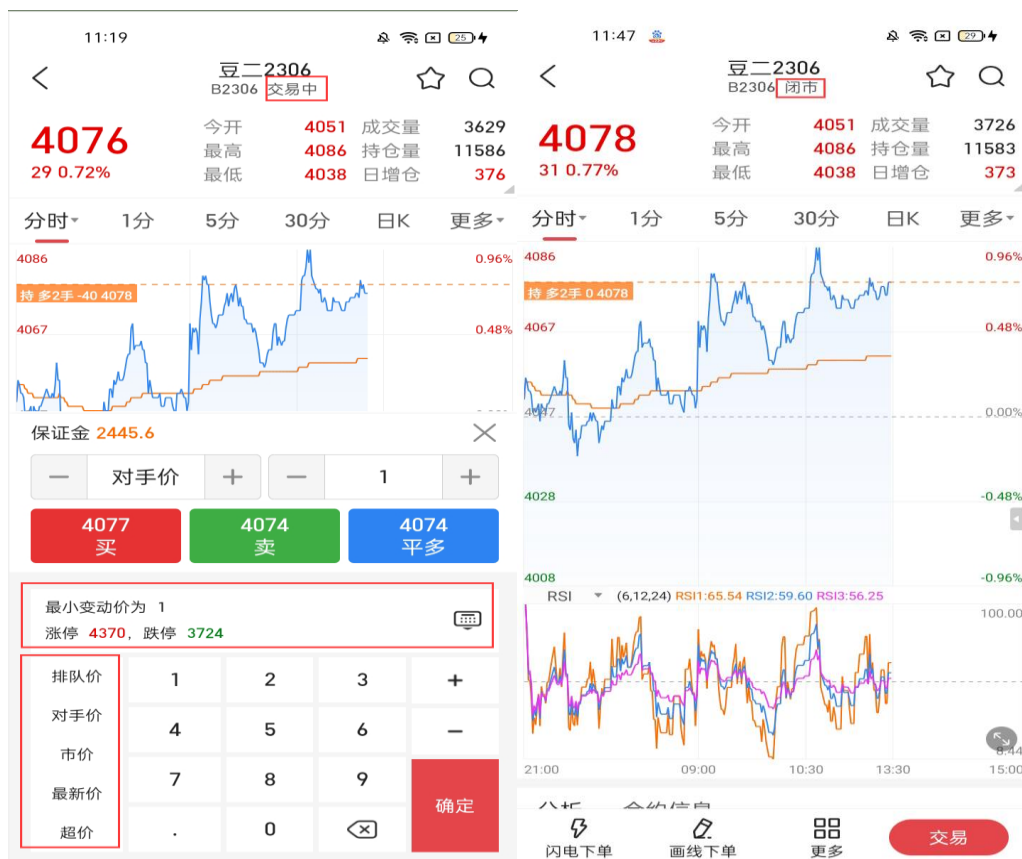 11:19
25
豆二2306
B2306 交易中
4076
29 0.72%
今开 4051 成交量 3629
最高 4086 持仓量 11586
最低 4038 日增仓 376
分时 1分 5分 30分 日K 更多
4086 0.96%
持 多2手 -40 4078
4067 0.48%
保证金 2445.6
对手价 1
4077 4074 4074
买 卖 平多
最小变动价为 1
涨停 4370, 跌停 3724
排队价 1 2 3 +
对手价 4 5 6 −
市价
最新价 7 8 9
确定
超价 . 0
11:47
29
豆二2306
B2306 闭市
4078
31 0.77%
今开 4051 成交量 3726
最高 4086 持仓量 11583
最低 4038 日增仓 373
分时 1分 5分 30分 日K 更多
4086 0.96%
持 多2手 0 4078
4067 0.48%
4047 0.00%
4028 -0.48%
4008 -0.96%
RSI (6,12,24) RSI1:65.54 RSI2:59.60 RSI3:56.25
100.00
8.44
21:00 09:00 10:30 13:30 15:00
分析 合约信息
闪电下单 画线下单 更多 交易